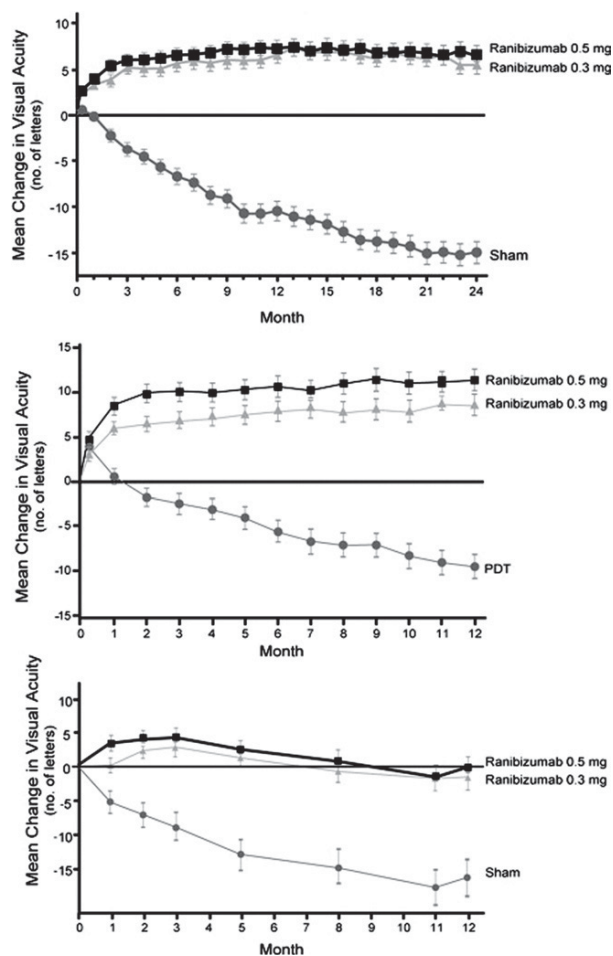 Mean Change in Visual Acuity
(no. of letters)
10
5
0
-5
-10
-15
Ranibizumab 0.5 mg
Ranibizumab 0.3 mg
Sham
0 3 6 9 12 15 18 21 24
Month
Mean Change in Visual Acuity
(no. of letters)
15
10
5
0
-5
-10
-15
Ranibizumab 0.5 mg
Ranibizumab 0.3 mg
PDT
0 1 2 3 4 5 6 7 8 9 10 11 12
Month
Mean Change in Visual Acuity
(no. of letters)
10
5
0
-5
-10
-15
Ranibizumab 0.5 mg
Ranibizumab 0.3 mg
Sham
0 1 2 3 4 5 6 7 8 9 10 11 12
Month